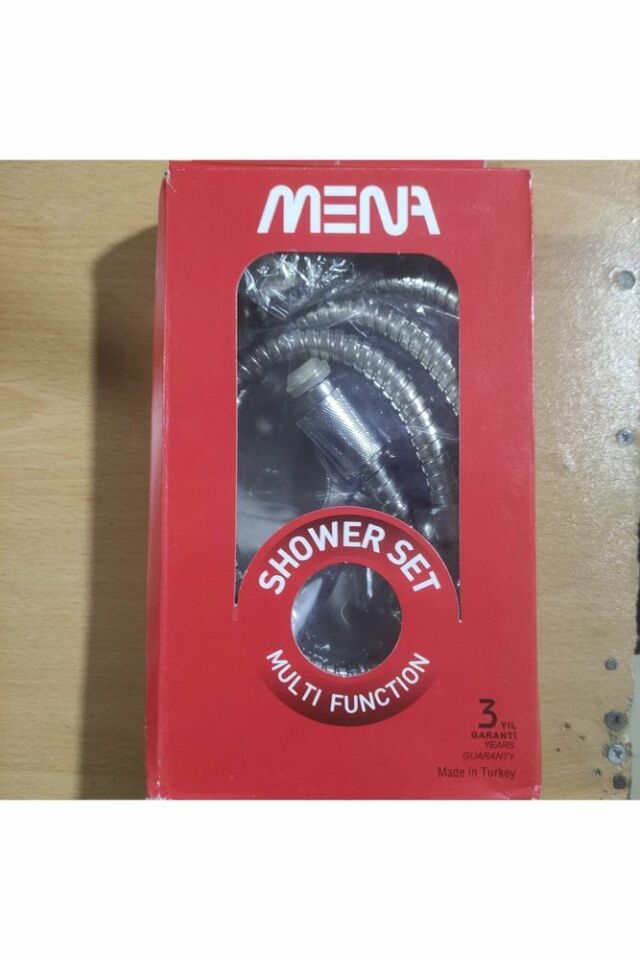 MENA
SHOWER SET
MULTI FUNCTION
3 YIL
GARANTİ
YEARS
GUARANTY
Made in Turkey